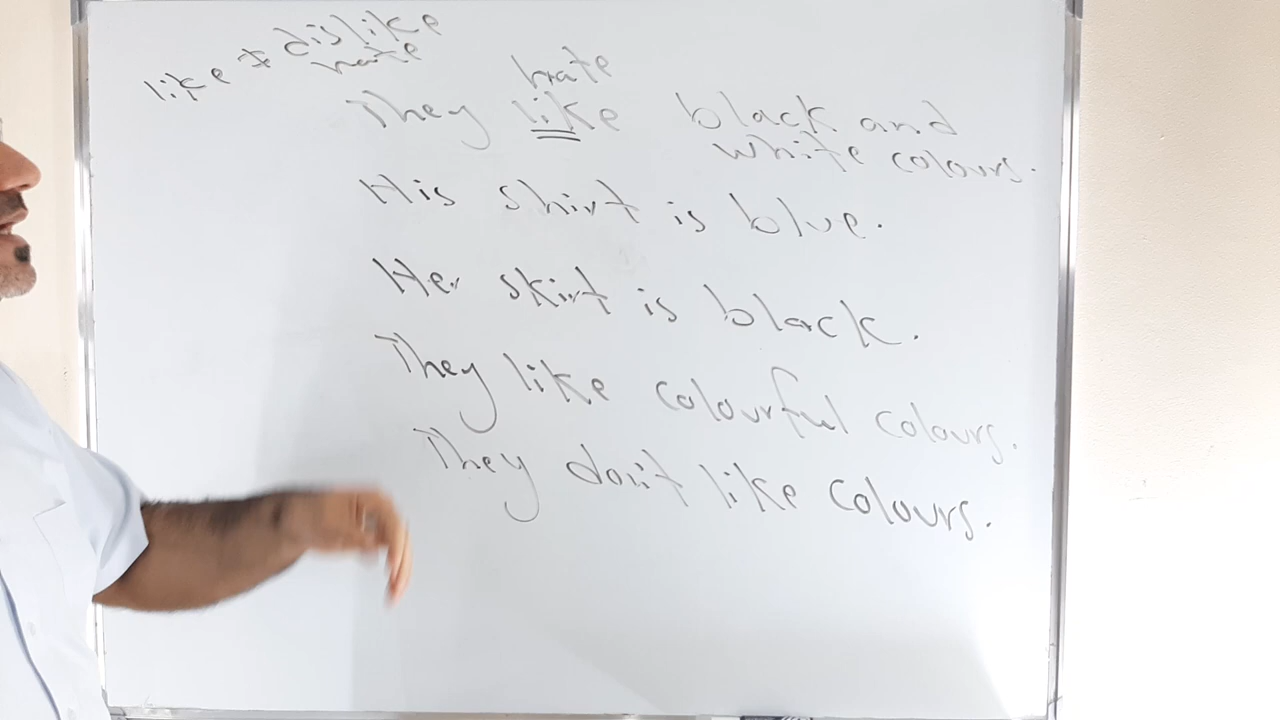 like ≠ dislike
hate
hate
They like black and
white colours.
His shirt is blue.
Her skirt is black.
They like colourful colours.
They don't like colours.